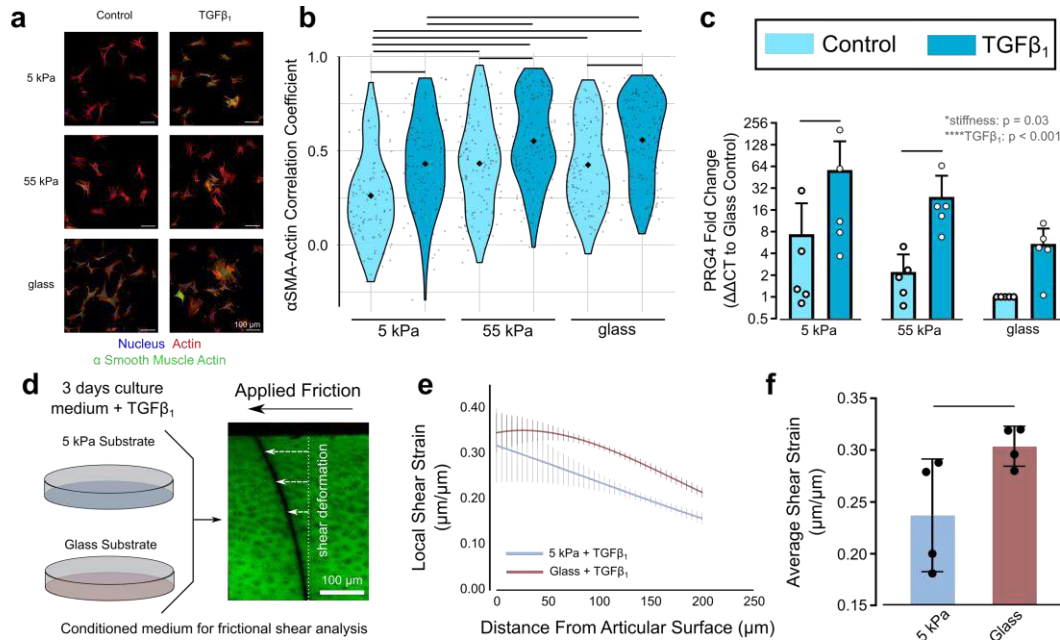 a
Control
TGFβ₁
5 kPa
55 kPa
glass
100 µm
Nucleus Actin
α Smooth Muscle Actin
b
αSMA-Actin Correlation Coefficient
1.0
0.5
0.0
5 kPa
55 kPa
glass
c
Control
TGFβ₁
*stiffness: p = 0.03
****TGFβ₁: p < 0.001
PRG4 Fold Change
(ΔΔCT to Glass Control)
256
128
64
32
16
8
4
2
1
0.5
5 kPa
55 kPa
glass
d
3 days culture
medium + TGFβ₁
5 kPa Substrate
Glass Substrate
Applied Friction
shear deformation
100 µm
Conditioned medium for frictional shear analysis
e
Local Shear Strain
(µm/µm)
0.40
0.30
0.20
0.10
0.00
5 kPa + TGFβ₁
Glass + TGFβ₁
0
50
100
150
200
250
Distance From Articular Surface (µm)
f
Average Shear Strain
(µm/µm)
0.35
0.30
0.25
0.20
0.15
5 kPa
Glass